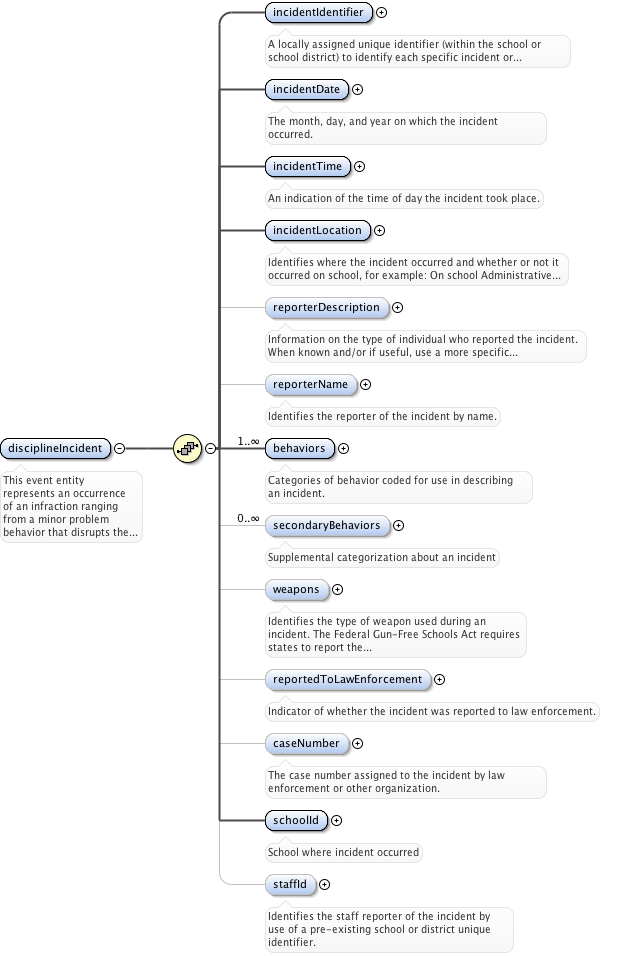 incidentIdentifier
A locally assigned unique identifier (within the school or
school district) to identify each specific incident or...
incidentDate
The month, day, and year on which the incident
occurred.
incidentTime
An indication of the time of day the incident took place.
incidentLocation
Identifies where the incident occurred and whether or not it
occurred on school, for example: On school Administrative...
reporterDescription
Information on the type of individual who reported the incident.
When known and/or if useful, use a more specific...
reporterName
Identifies the reporter of the incident by name.
disciplineIncident
This event entity
represents an occurrence
of an infraction ranging
from a minor problem
behavior that disrupts the...
1..∞
behaviors
Categories of behavior coded for use in describing
an incident.
0..∞
secondaryBehaviors
Supplemental categorization about an incident
weapons
Identifies the type of weapon used during an
incident. The Federal Gun-Free Schools Act requires
states to report the...
reportedToLawEnforcement
Indicator of whether the incident was reported to law enforcement.
caseNumber
The case number assigned to the incident by law
enforcement or other organization.
schoolId
School where incident occurred
staffId
Identifies the staff reporter of the incident by
use of a pre-existing school or district unique
identifier.